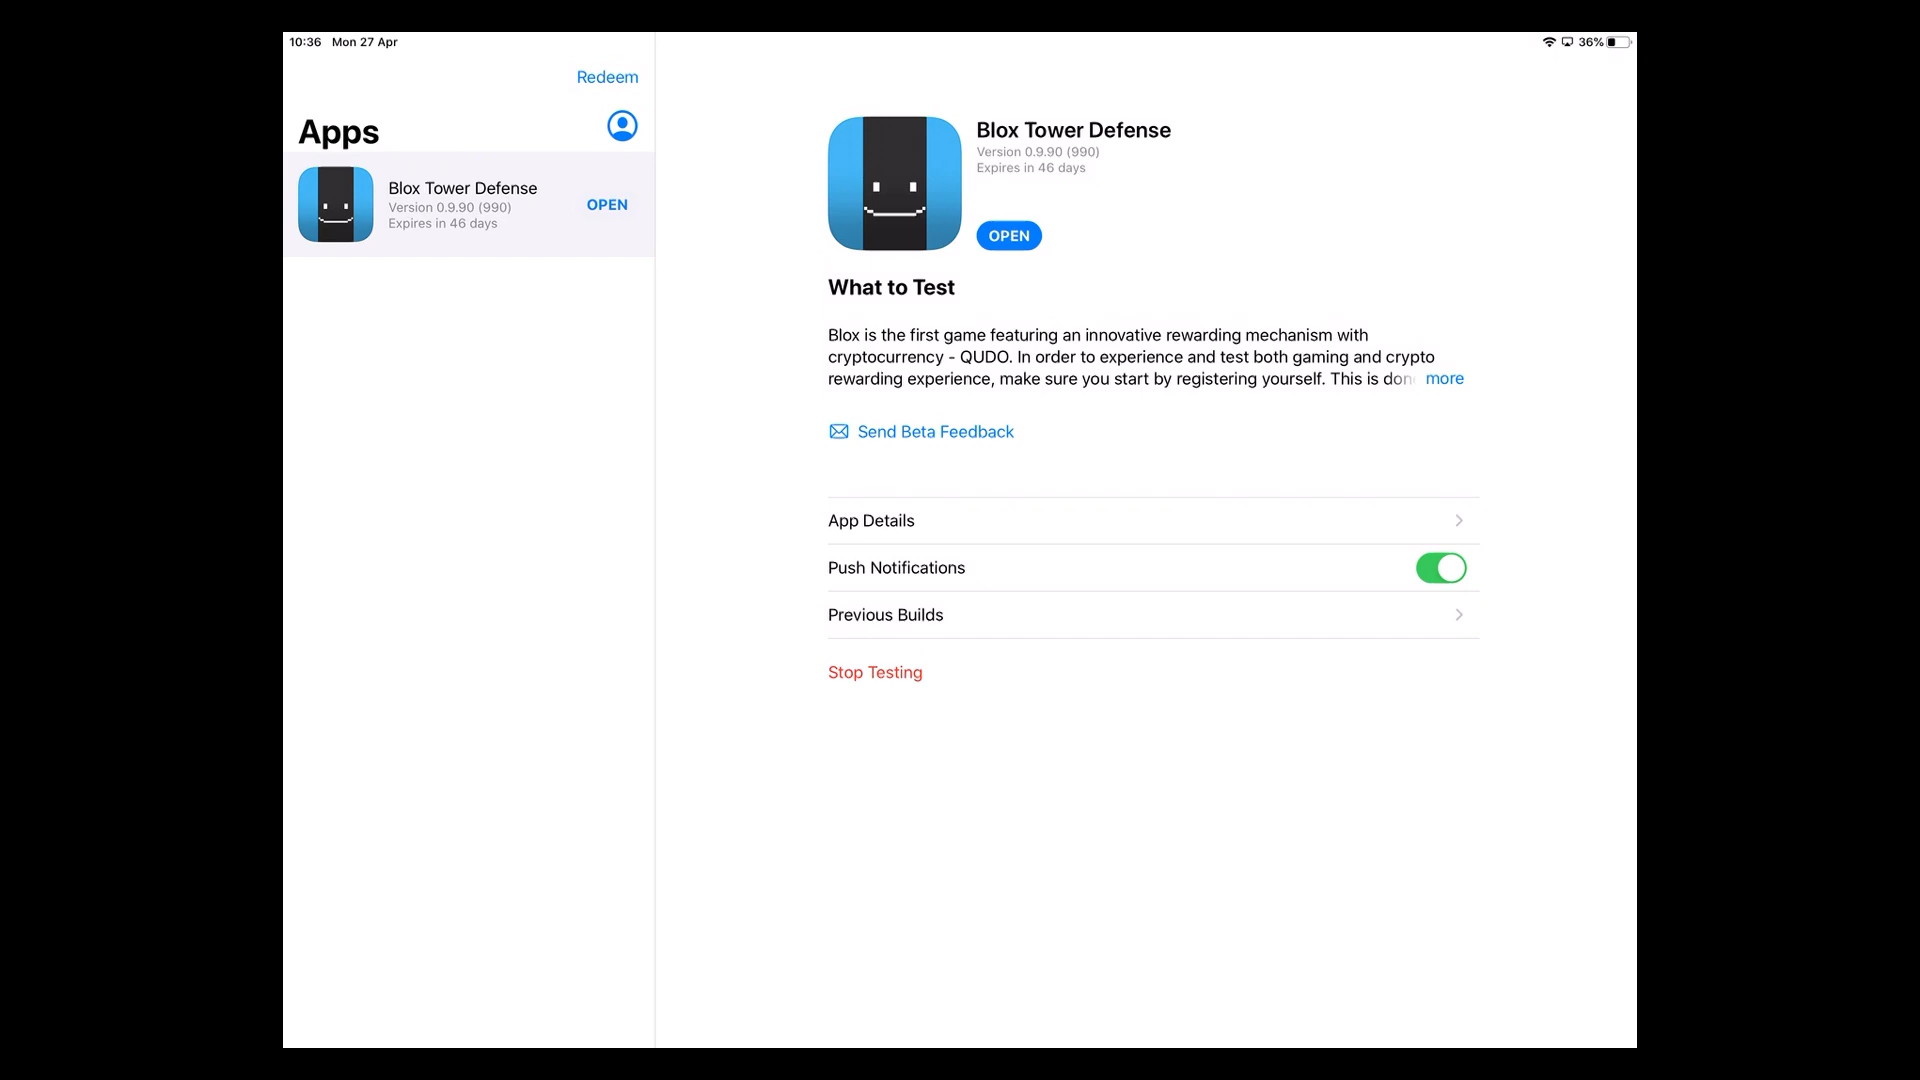 10:36 Mon 27 Apr
36%
Redeem
Apps
Blox Tower Defense
Version 0.9.90 (990)
Expires in 46 days
OPEN
Blox Tower Defense
Version 0.9.90 (990)
Expires in 46 days
OPEN
What to Test
Blox is the first game featuring an innovative rewarding mechanism with
cryptocurrency - QUDO. In order to experience and test both gaming and crypto
rewarding experience, make sure you start by registering yourself. This is don more
Send Beta Feedback
App Details
Push Notifications
Previous Builds
Stop Testing